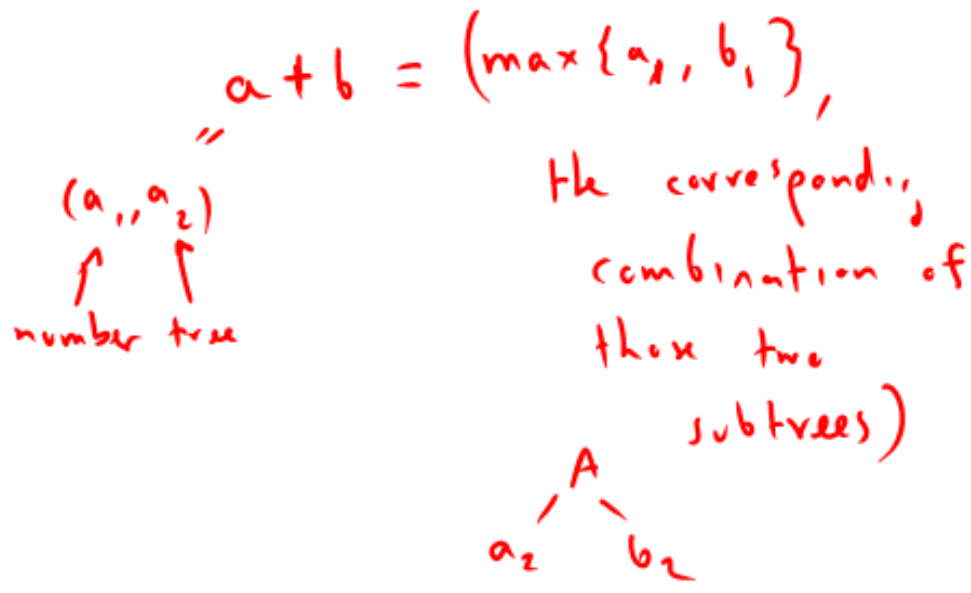 a + b = (max{a₁, b₁},
"
(a₁, a₂)
the corresponding
combination of
those two
subtrees)
number tree
A
a₂ b₂